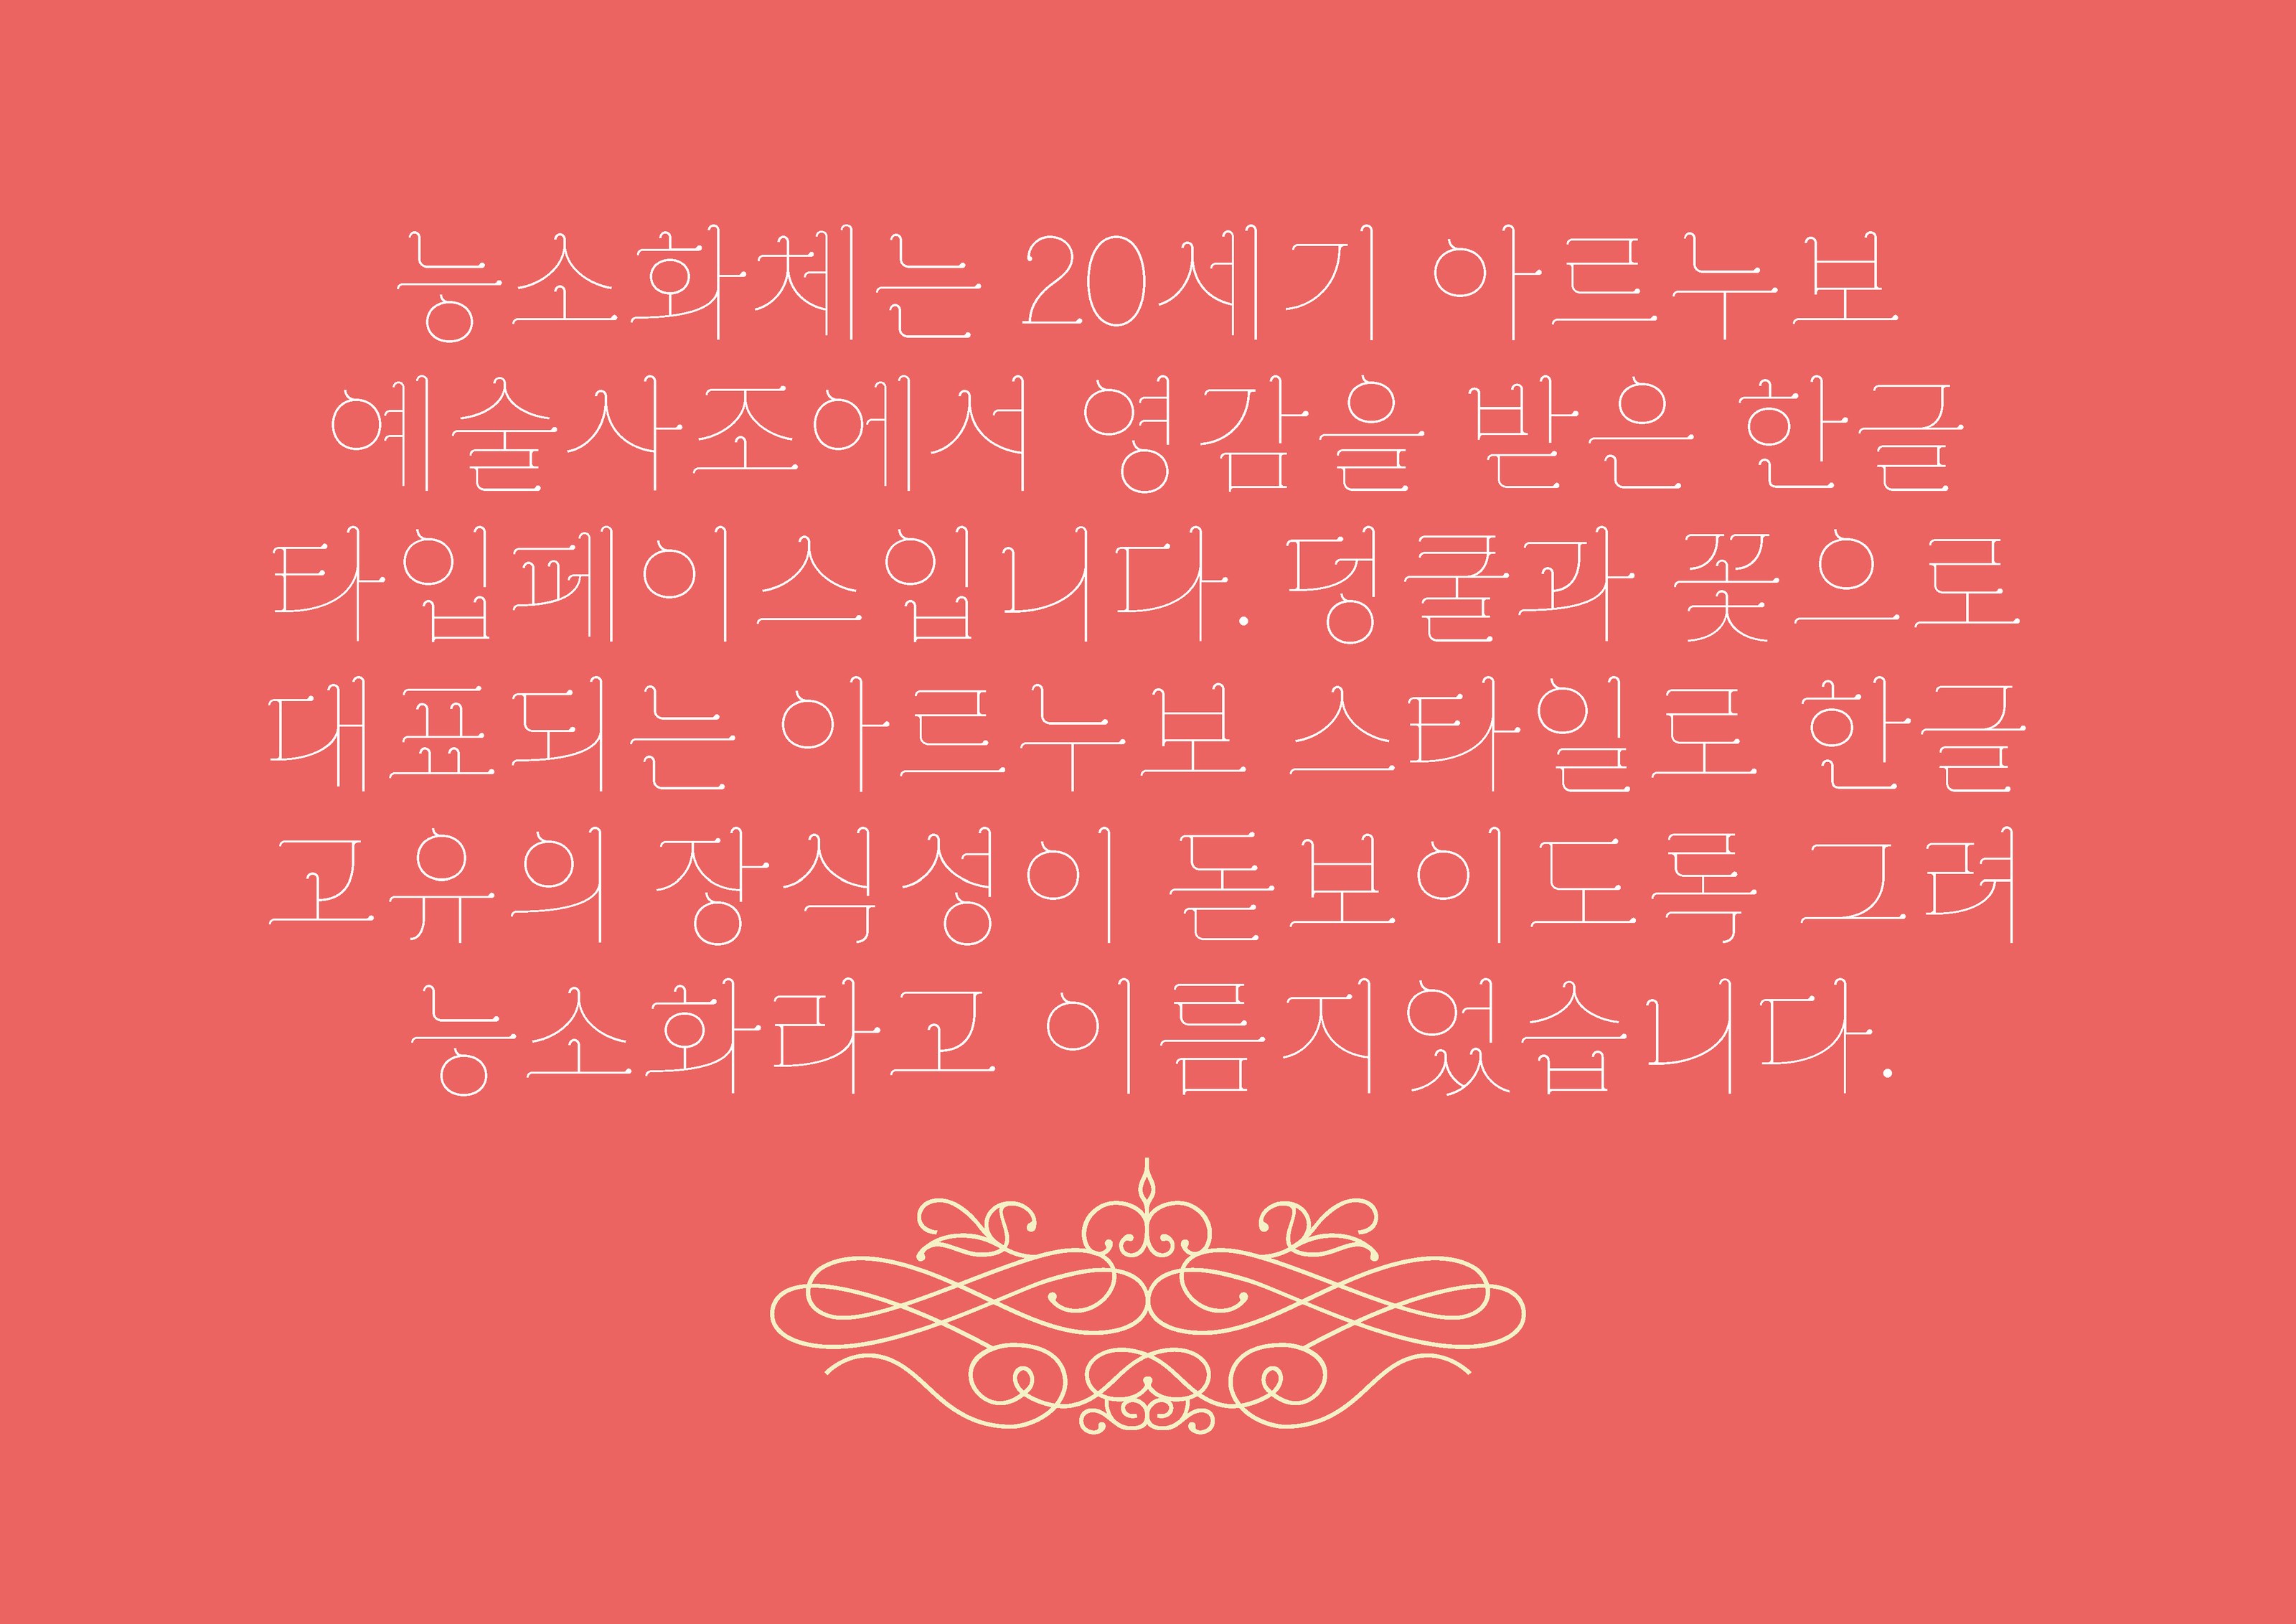 능소화체는 20세기 아르누보
예술사조에서 영감을 받은 한글
타입페이스입니다. 덩쿨과 꽃으로
대표되는 아르누보 스타일로 한글
고유의 장식성이 돌보이도록 그려
능소화라고 이름지었습니다.